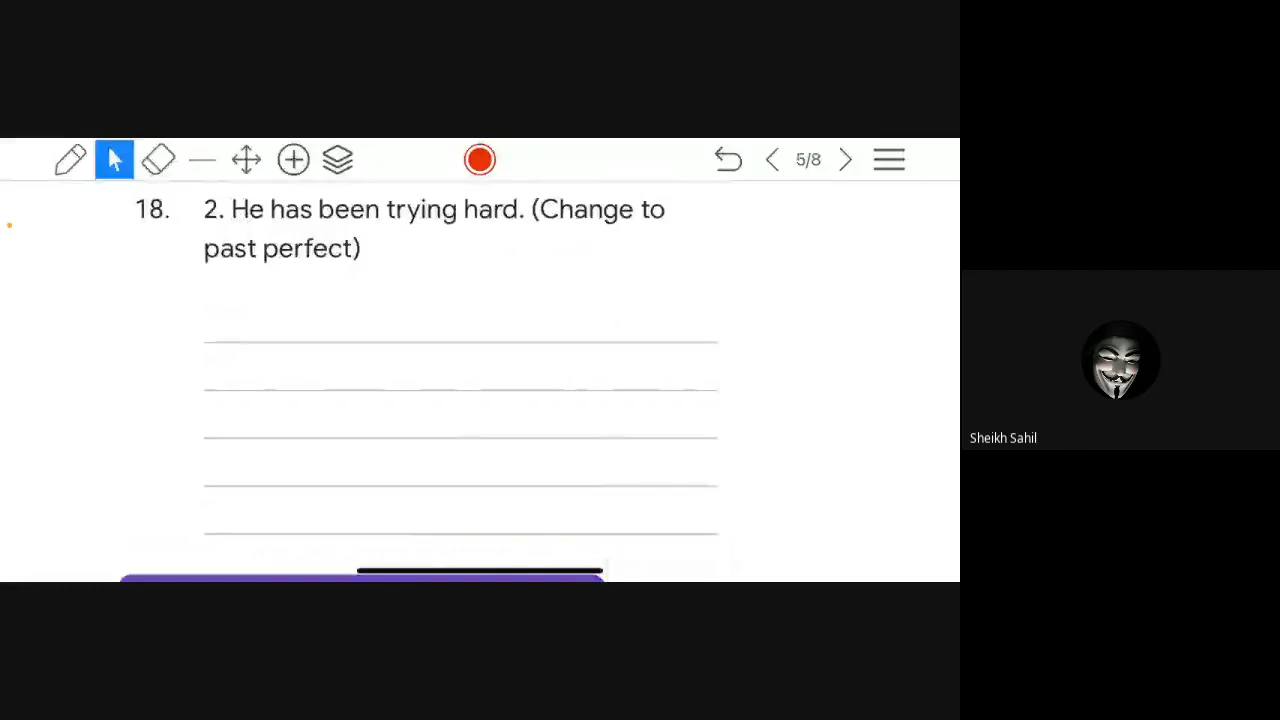 5/8
18. 2. He has been trying hard. (Change to
past perfect)
Sheikh Sahil